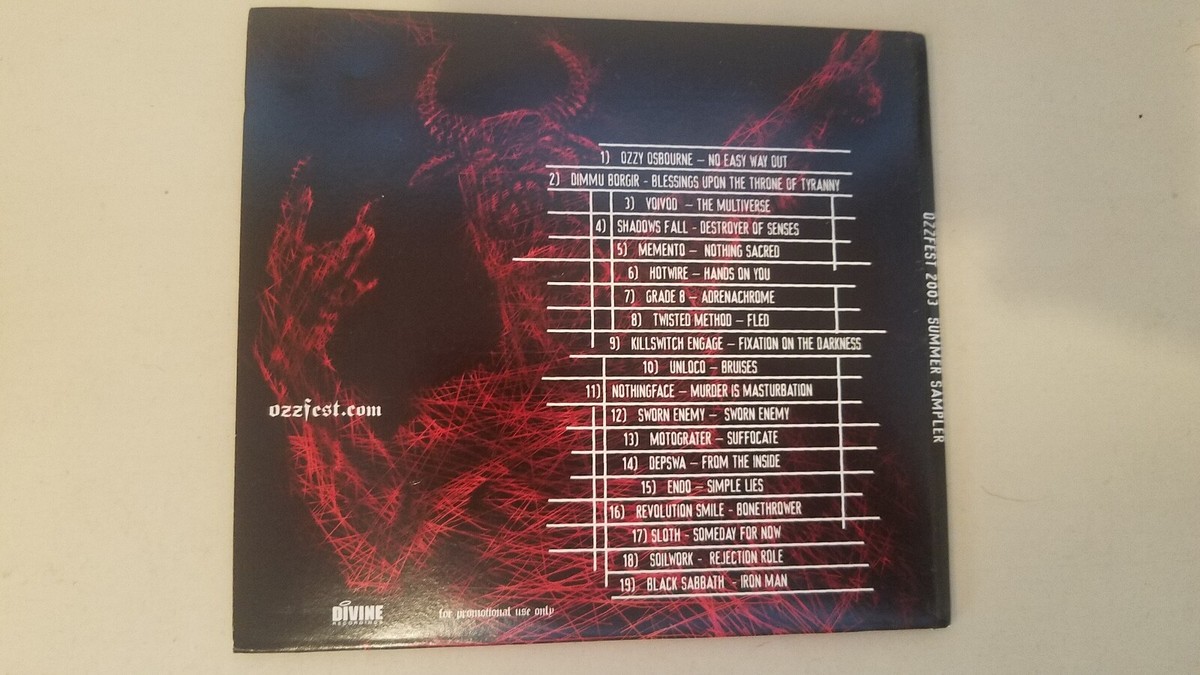 1) OZZY OSBOURNE – NO EASY WAY OUT
2) DIMMU BORGIR - BLESSINGS UPON THE THRONE OF TYRANNY
3) VOIVOD – THE MULTIVERSE
4) SHADOWS FALL - DESTROYER OF SENSES
5) MEMENTO – NOTHING SACRED
6) HOTWIRE – HANDS ON YOU
7) GRADE 8 – ADRENACHROME
8) TWISTED METHOD – FLED
9) KILLSWITCH ENGAGE – FIXATION ON THE DARKNESS
10) UNLOCO – BRUISES
11) NOTHINGFACE – MURDER IS MASTURBATION
12) SWORN ENEMY – SWORN ENEMY
13) MOTOGRATER – SUFFOCATE
14) DEPSWA – FROM THE INSIDE
15) ENDO – SIMPLE LIES
16) REVOLUTION SMILE - BONETHROWER
17) SLOTH - SOMEDAY FOR NOW
18) SOILWORK - REJECTION ROLE
19) BLACK SABBATH - IRON MAN
ozzfest.com
DIVINE
RECORDINGS
for promotional use only
OZZFEST 2003 SUMMER SAMPLER